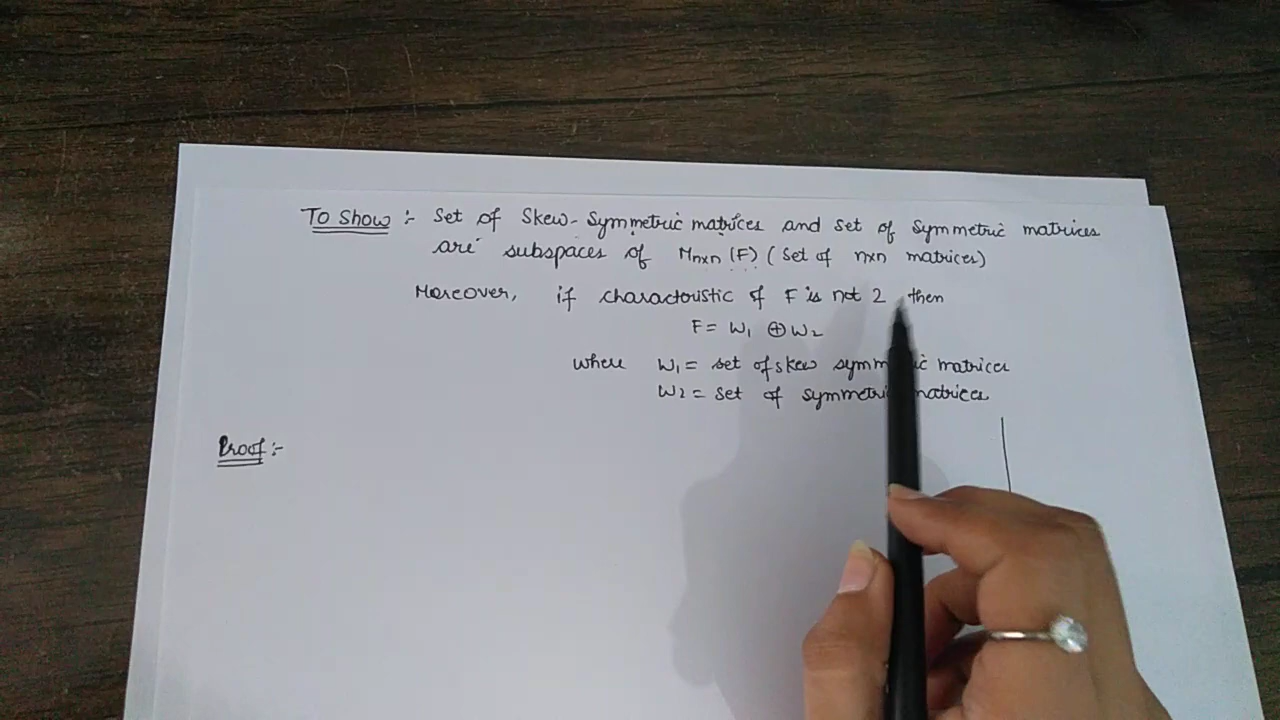 To Show :- Set of Skew-Symmetric matrices and set of Symmetric matrices
are subspaces of Mnxn (F) (Set of nxn matrices)
Moreover, if charactoristic of F is not 2 then
F = W1 ⊕ W2
where W1 = set of skew symmetric matrices
W2 = set of symmetric matrices
Proof :-